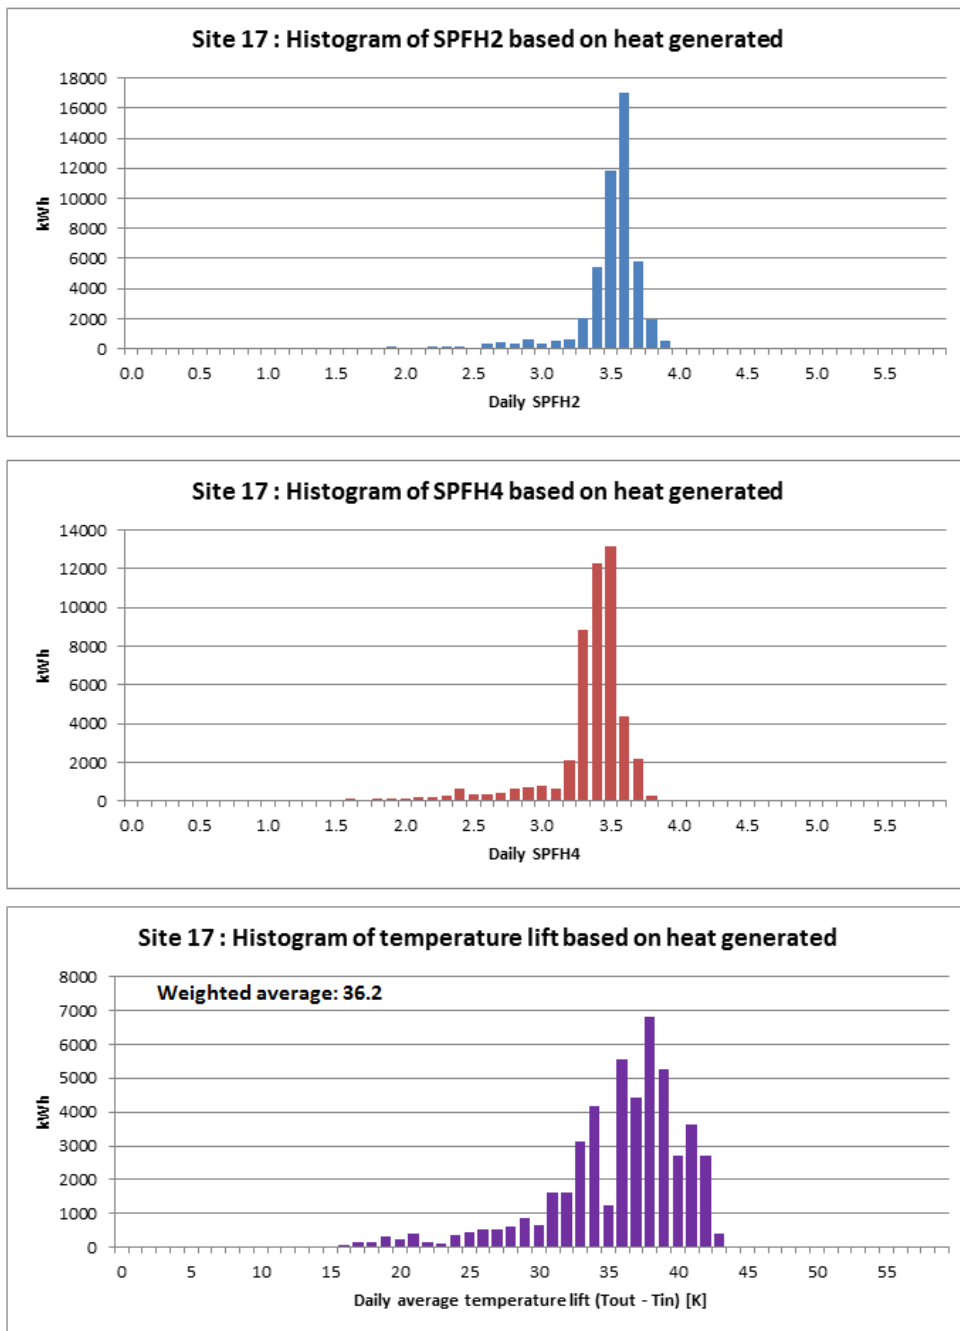 Site 17 : Histogram of SPFH2 based on heat generated
18000
16000
14000
12000
10000
8000
6000
4000
2000
0
kWh
0.0 0.5 1.0 1.5 2.0 2.5 3.0 3.5 4.0 4.5 5.0 5.5
Daily SPFH2
Site 17 : Histogram of SPFH4 based on heat generated
14000
12000
10000
8000
6000
4000
2000
0
kWh
0.0 0.5 1.0 1.5 2.0 2.5 3.0 3.5 4.0 4.5 5.0 5.5
Daily SPFH4
Site 17 : Histogram of temperature lift based on heat generated
Weighted average: 36.2
8000
7000
6000
5000
4000
3000
2000
1000
0
kWh
0 5 10 15 20 25 30 35 40 45 50 55
Daily average temperature lift (Tout - Tin) [K]